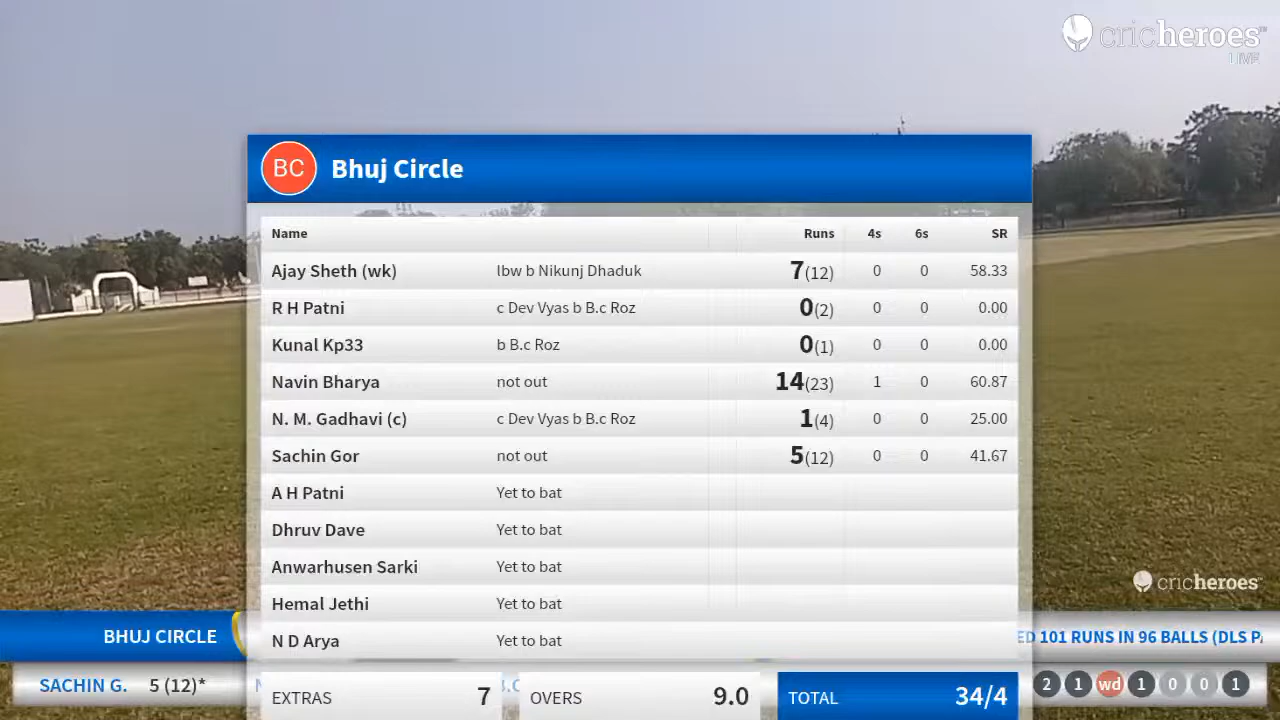 cricheroes™
LIVE
BC Bhuj Circle
Name Runs 4s 6s SR
Ajay Sheth (wk) lbw b Nikunj Dhaduk 7(12) 0 0 58.33
R H Patni c Dev Vyas b B.c Roz 0(2) 0 0 0.00
Kunal Kp33 b B.c Roz 0(1) 0 0 0.00
Navin Bharya not out 14(23) 1 0 60.87
N. M. Gadhavi (c) c Dev Vyas b B.c Roz 1(4) 0 0 25.00
Sachin Gor not out 5(12) 0 0 41.67
A H Patni Yet to bat
Dhruv Dave Yet to bat
Anwarhusen Sarki Yet to bat
cricheroes
Hemal Jethi Yet to bat
N D Arya Yet to bat
BHUJ CIRCLE 101 RUNS IN 96 BALLS (DLS
SACHIN G. 5 (12)* 2 1 wd 1 0 0 1
EXTRAS 7 OVERS 9.0 TOTAL 34/4